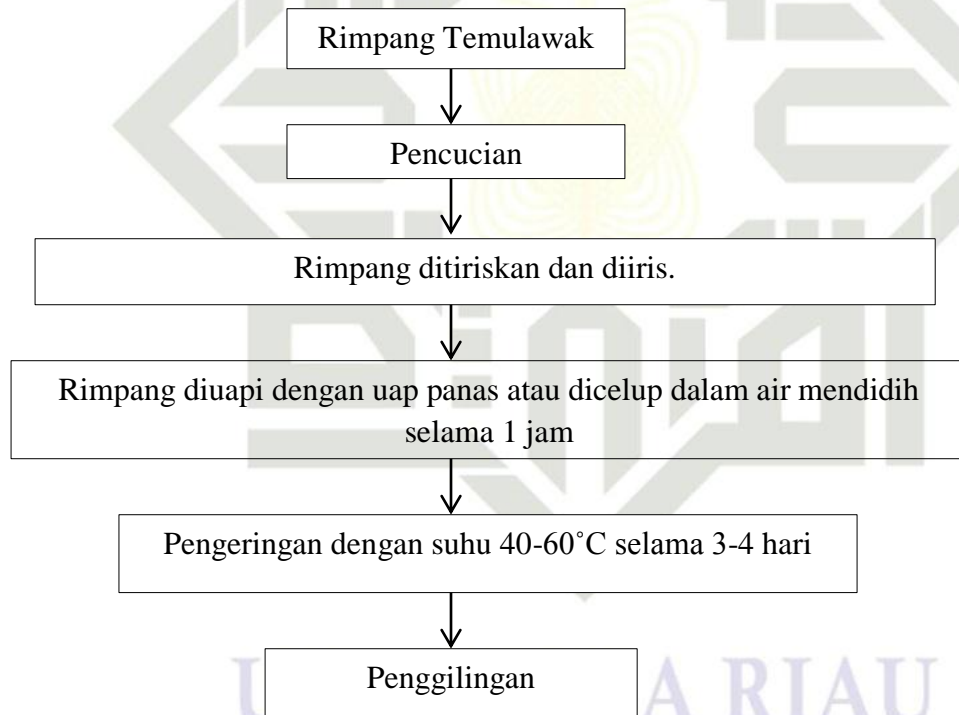 Rimpang Temulawak
Pencucian
Rimpang ditiriskan dan diiris.
Rimpang diuapi dengan uap panas atau dicelup dalam air mendidih
selama 1 jam
Pengeringan dengan suhu 40-60˚C selama 3-4 hari
Penggilingan
RIAU